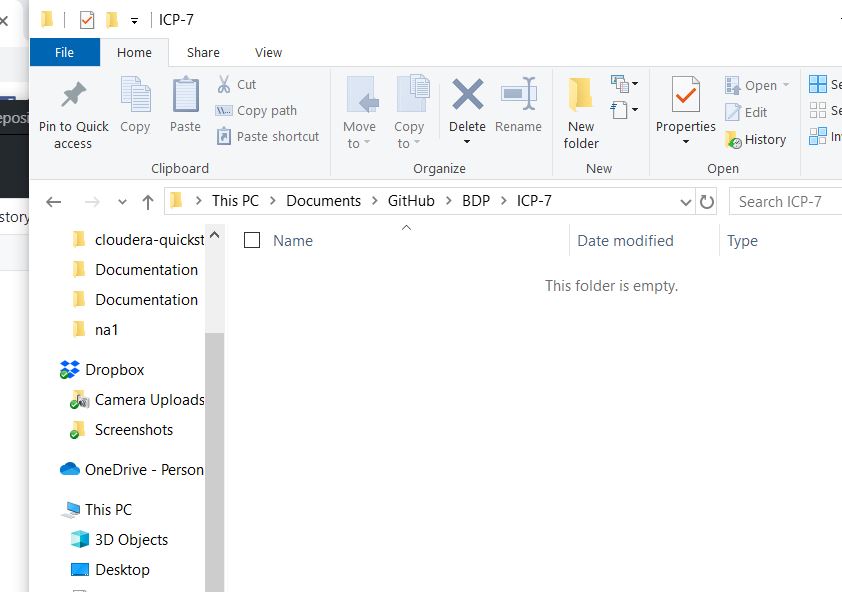 ICP-7
File Home Share View
eposi
story
Pin to Quick access
Copy
Paste
Cut
Copy path
Paste shortcut
Clipboard
Move to
Copy to
Delete
Rename
Organize
New folder
New
Properties
Open
Edit
History
Open
Se
Se
In
This PC > Documents > GitHub > BDP > ICP-7
Search ICP-7
Name Date modified Type
This folder is empty.
cloudera-quickst
Documentation
Documentation
na1
Dropbox
Camera Uploads
Screenshots
OneDrive - Person
This PC
3D Objects
Desktop